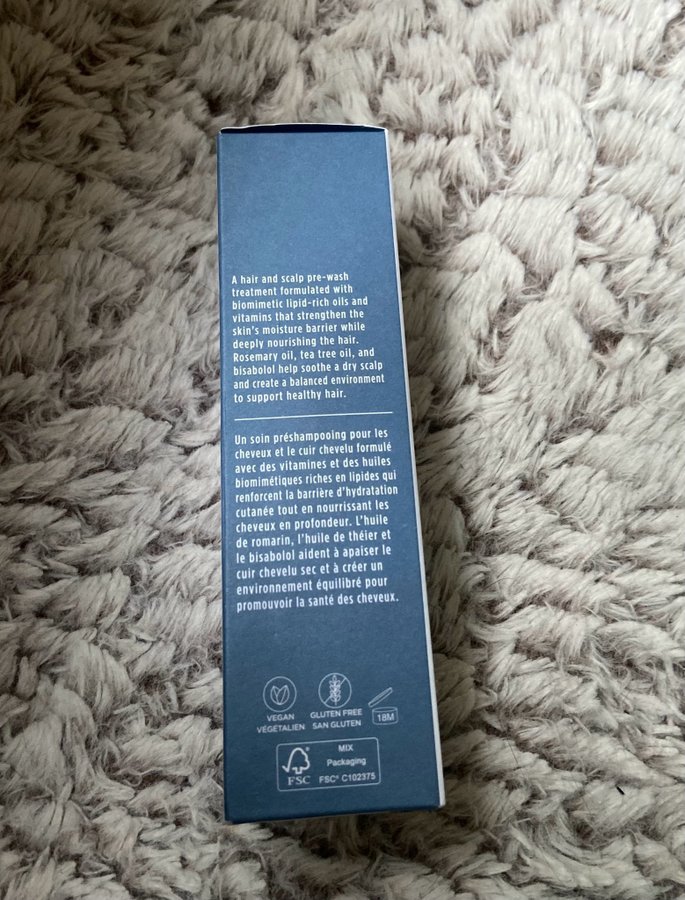 A hair and scalp pre-wash
treatment formulated with
biomimetic lipid-rich oils and
vitamins that strengthen the
skin's moisture barrier while
deeply nourishing the hair.
Rosemary oil, tea tree oil, and
bisabolol help soothe a dry scalp
and create a balanced environment
to support healthy hair.
Un soin préshampooing pour les
cheveux et le cuir chevelu formulé
avec des vitamines et des huiles
biomimétiques riches en lipides qui
renforcent la barrière d'hydratation
cutanée tout en nourrissant les
cheveux en profondeur. L'huile
de romarin, l'huile de théier et
le bisabolol aident à apaiser le
cuir chevelu sec et à créer un
environnement équilibré pour
promouvoir la santé des cheveux.
VEGAN
VÉGÉTALIEN
GLUTEN FREE
SAN GLUTEN
18M
FSC
MIX
Packaging
FSC® C102375